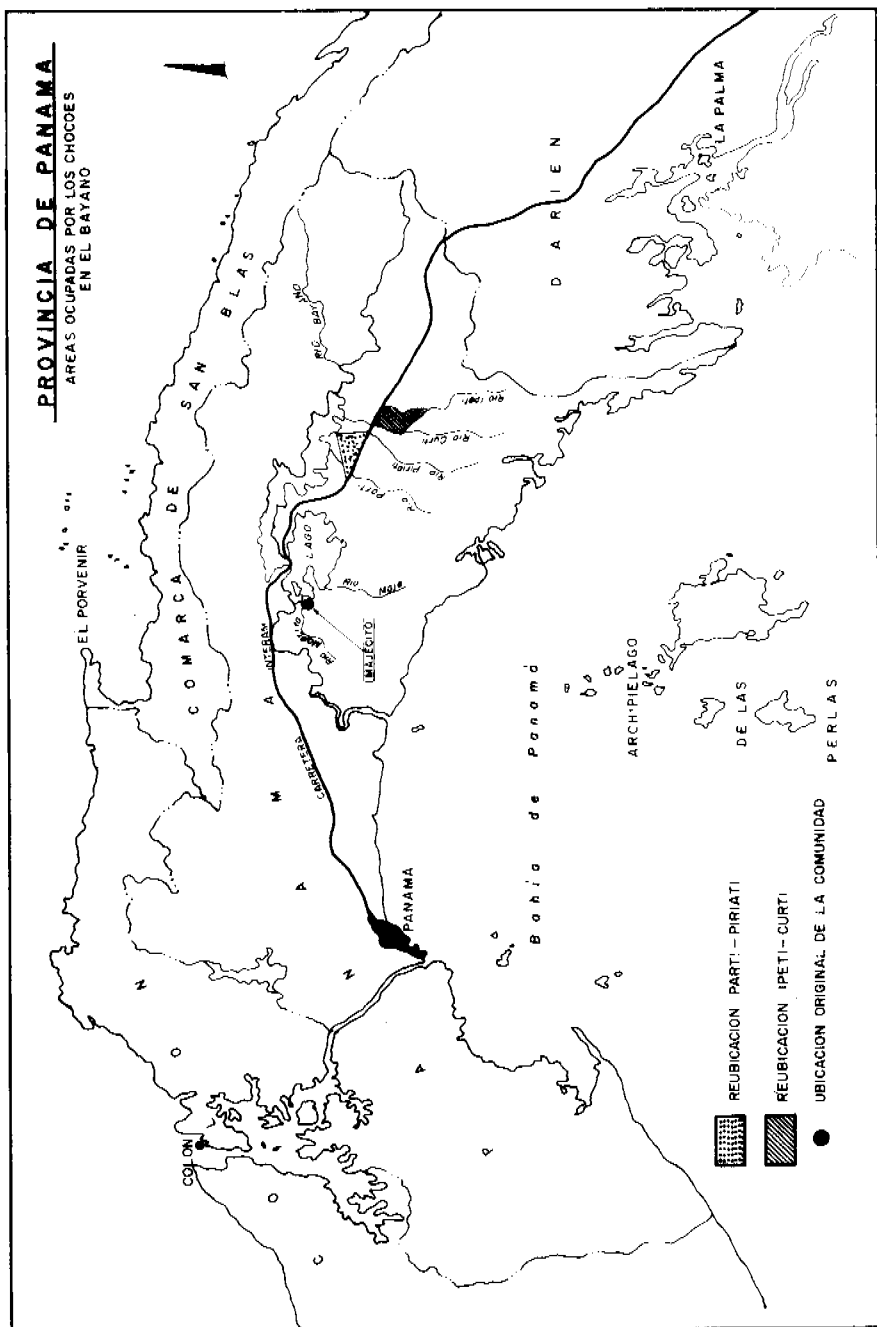 PROVINCIA DE PANAMA
AREAS OCUPADAS POR LOS CHOCOES
EN EL BAYANO
EL PORVENIR
COMARCA DE SAN BLAS
COLON
COLON
PANAMA
PANAMA
CARRETERA INTERAM
RIO BAYANO
LAGO
RIO
MAJECITO
RIO Ipeti
RIO Curti
RIO Piriati
DARIEN
LA PALMA
Bahia de Panamá
ARCHIPIELAGO
DE LAS
PERLAS
REUBICACION PARTI-PIRIATI
REUBICACION IPETI-CURTI
UBICACION ORIGINAL DE LA COMUNIDAD